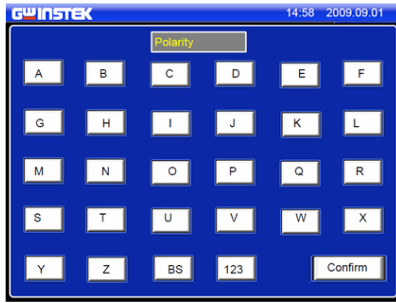 GWINSTEK 14:58 2009.09.01
Polarity
A B C D E F
G H I J K L
M N O P Q R
S T U V W X
Y Z BS 123 Confirm